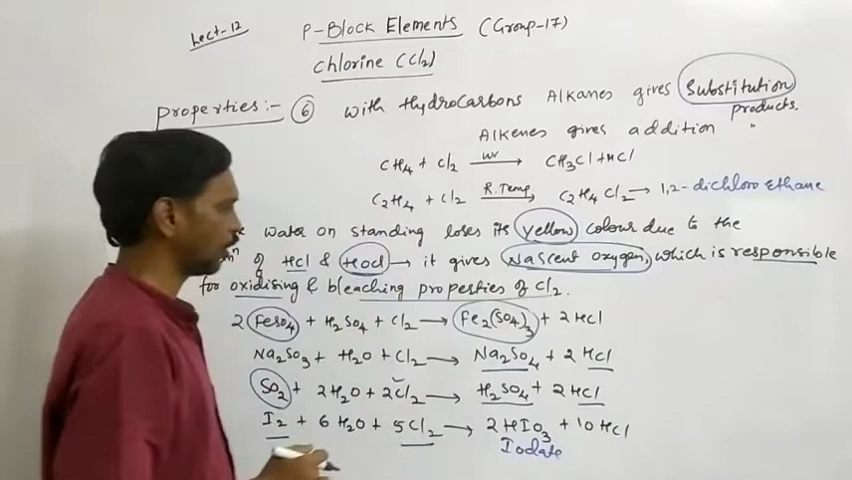 Lect-12
P-Block Elements (Group-17)
Chlorine (Cl2)
Properties:- ⑥ with Hydrocarbons Alkanes gives Substitution products.
Alkenes gives addition "
CH4 + Cl2 —UV→ CH3Cl + HCl
C2H4 + Cl2 —R.Temp→ C2H4Cl2 → 1,2-dichloro Ethane
water on standing loses its yellow colour due to the
of HCl & HOCl → it gives Nascent oxygen, which is responsible
for oxidising & bleaching properties of Cl2.
2 FeSO4 + H2SO4 + Cl2 → Fe2(SO4)3 + 2 HCl
Na2SO3 + H2O + Cl2 → Na2SO4 + 2 HCl
SO2 + 2H2O + 2Cl2 → H2SO4 + 2 HCl
I2 + 6 H2O + 5Cl2 → 2HIO3 + 10 HCl
Iodate